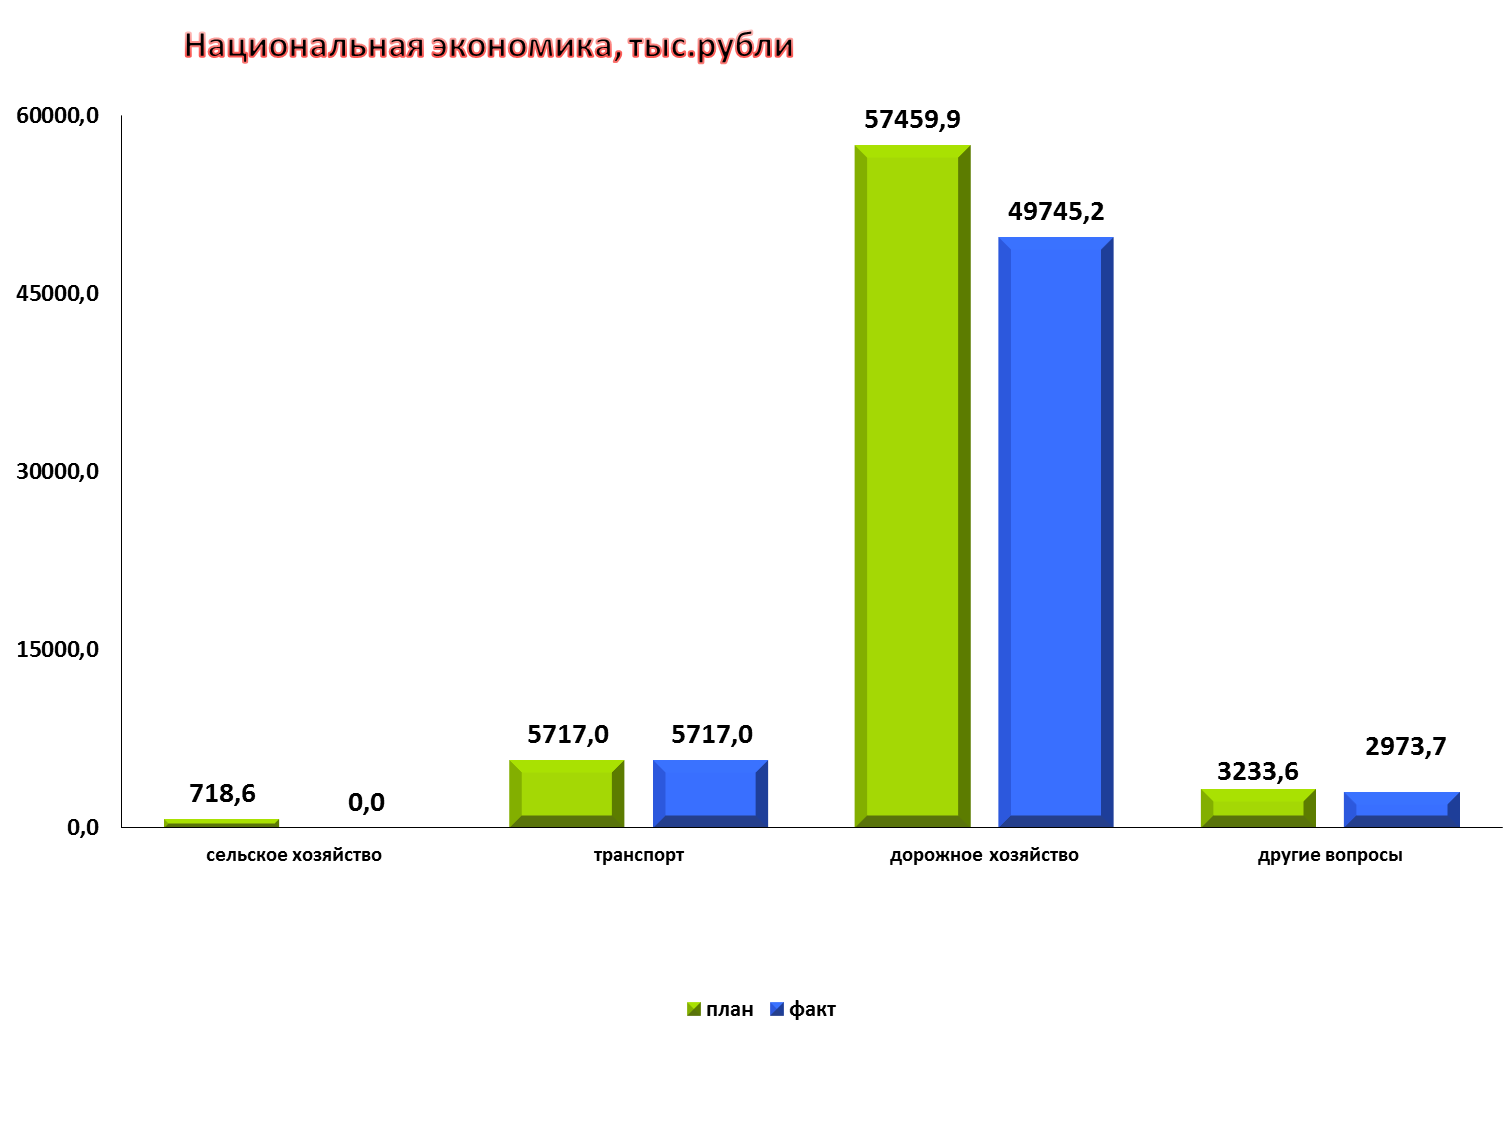 Национальная экономика, тыс.рубли
60000,0
45000,0
30000,0
15000,0
0,0
718,6
0,0
5717,0
5717,0
57459,9
49745,2
3233,6
2973,7
сельское хозяйство
транспорт
дорожное хозяйство
другие вопросы
план
факт